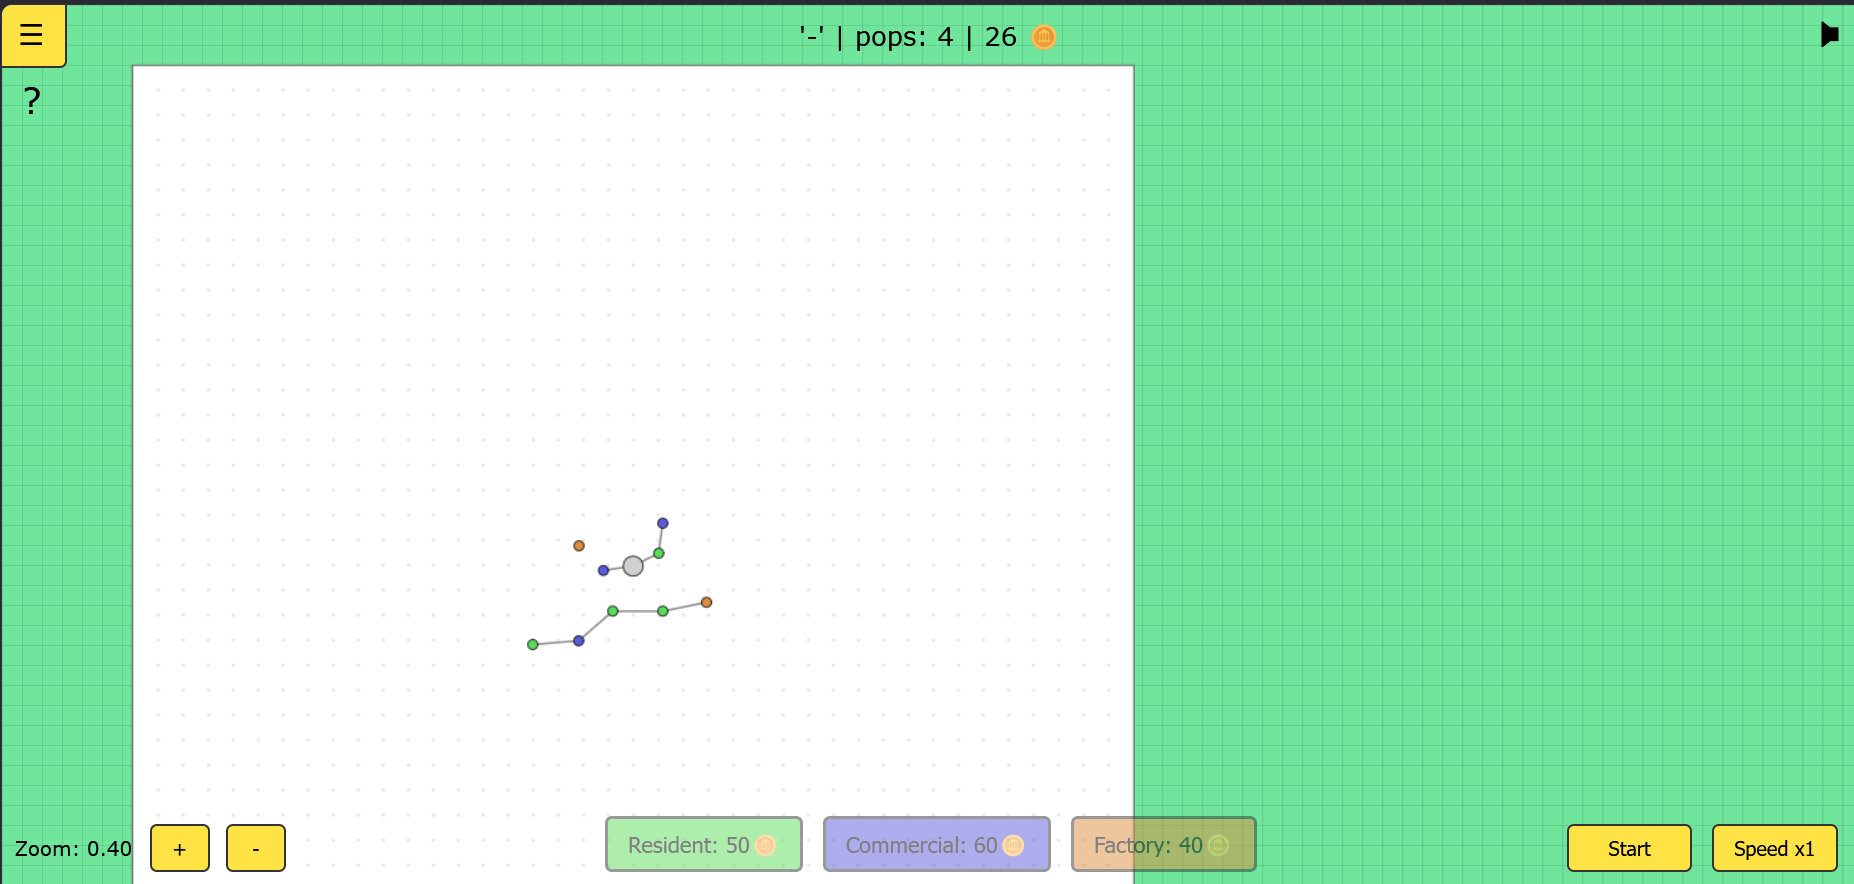 ☰
'-' | pops: 4 | 26
?
Zoom: 0.40
+
-
Resident: 50
Commercial: 60
Factory: 40
Start
Speed x1